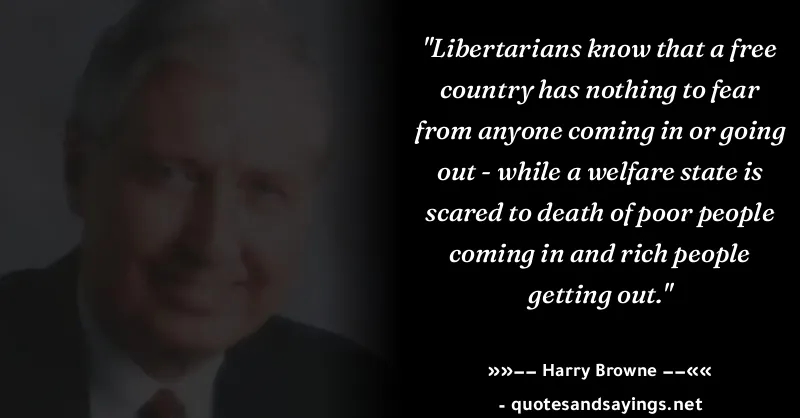 "Libertarians know that a free
country has nothing to fear
from anyone coming in or going
out - while a welfare state is
scared to death of poor people
coming in and rich people
getting out."
»»−− Harry Browne −−««
- quotesandsayings.net